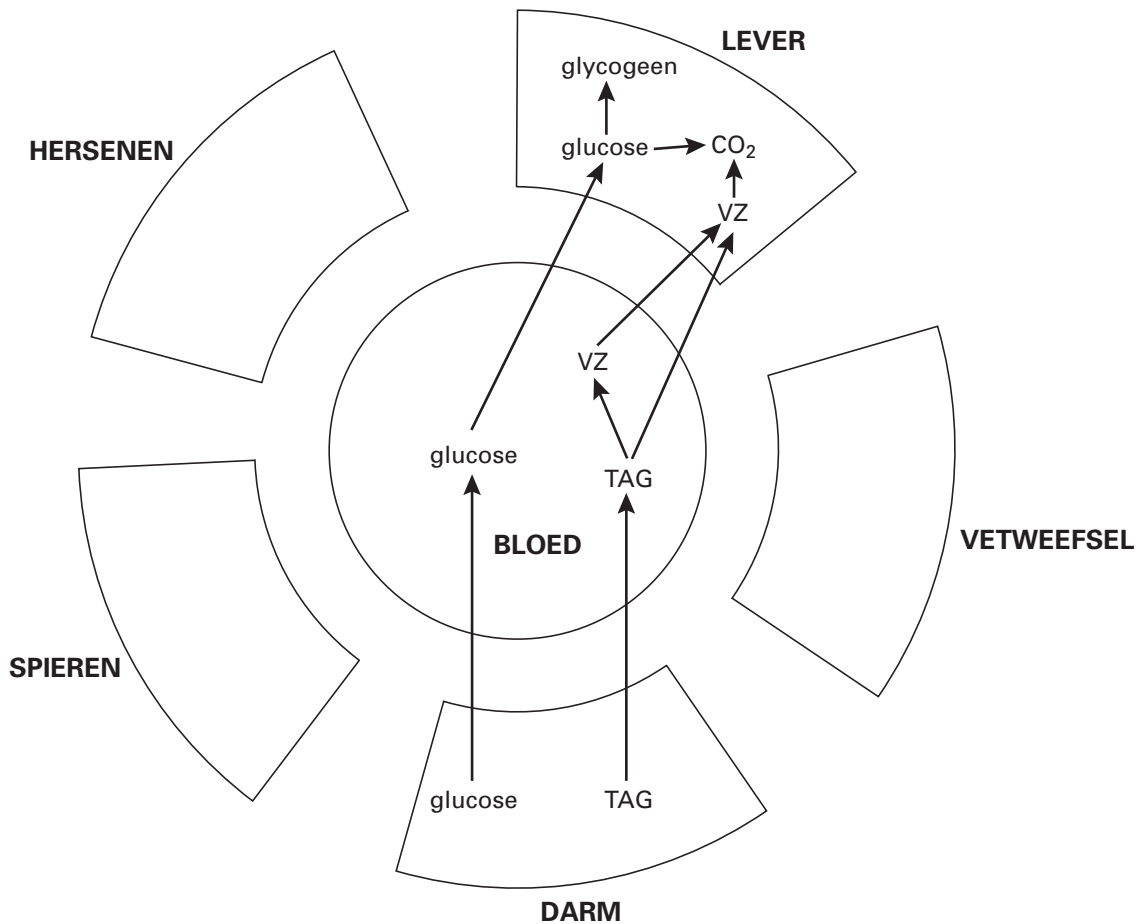 LEVER
glycogeen
HERSENEN
glucose
CO₂
VZ
VZ
glucose
TAG
BLOED
VETWEEFSEL
SPIEREN
glucose
TAG
DARM